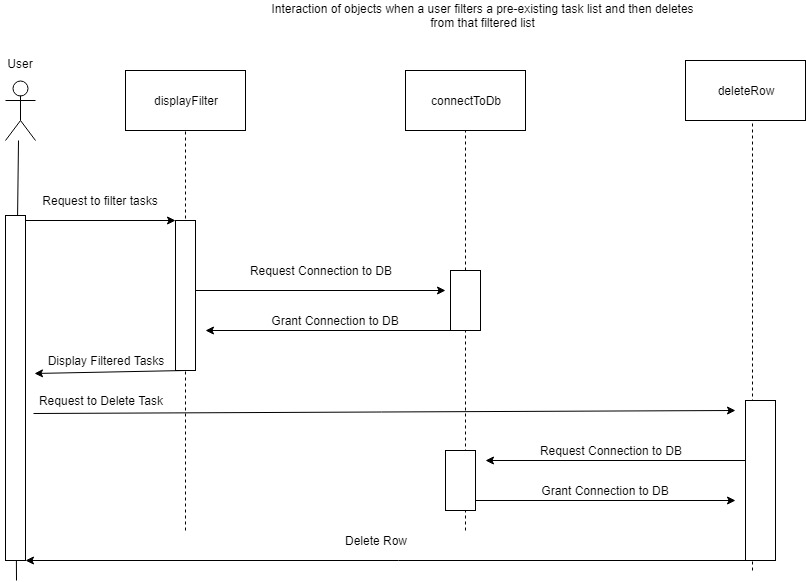 Interaction of objects when a user filters a pre-existing task list and then deletes
from that filtered list
User
displayFilter
connectToDb
deleteRow
Request to filter tasks
Request Connection to DB
Grant Connection to DB
Display Filtered Tasks
Request to Delete Task
Request Connection to DB
Grant Connection to DB
Delete Row